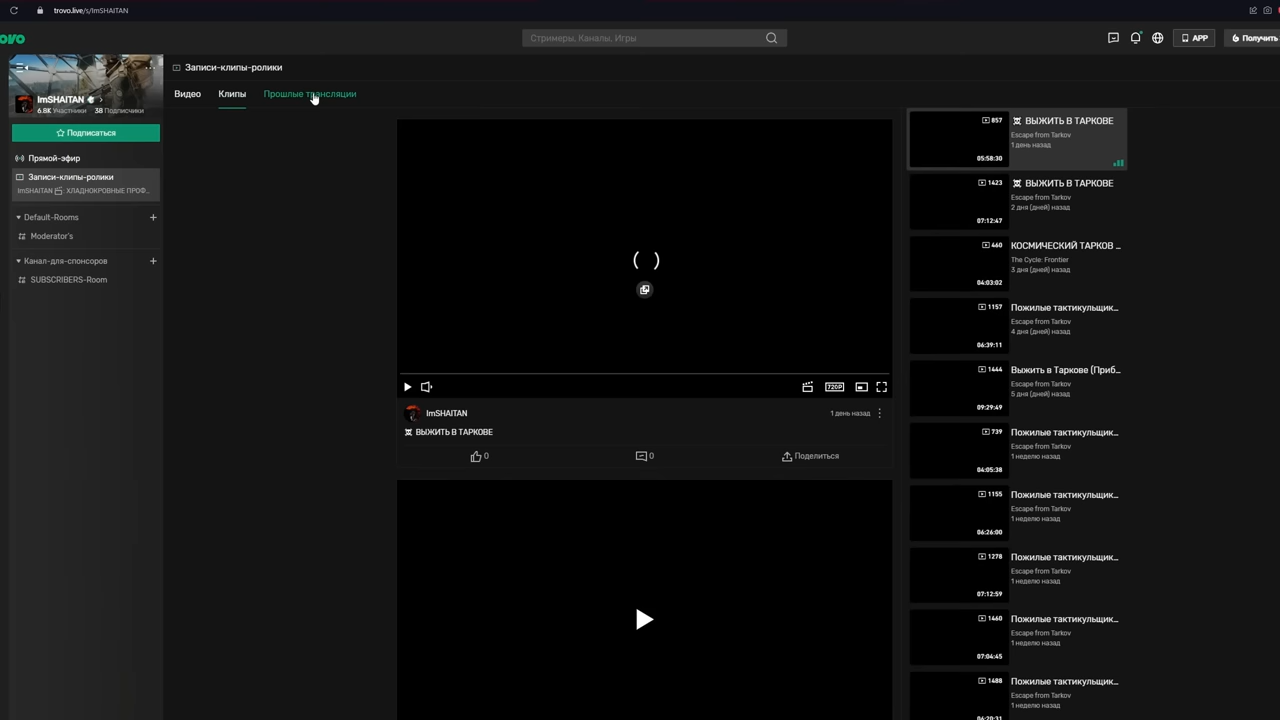 trovo.live/s/ImSHAITAN
ovo
Стримеры, Каналы, Игры
APP
Получить
ImSHAITAN
6.8K Участники 38 Подписчики
Подписаться
Прямой-эфир
Записи-клипы-ролики
ImSHAITAN ХЛАДНОКРОВНЫЕ ПРОФ...
Default-Rooms
Moderator's
Канал-для-спонсоров
SUBSCRIBERS-Room
Записи-клипы-ролики
Видео Клипы Прошлые трансляции
720P
ImSHAITAN
1 день назад
ВЫЖИТЬ В ТАРКОВЕ
0
0
Поделиться
857
05:58:30
ВЫЖИТЬ В ТАРКОВЕ
Escape from Tarkov
1 день назад
1423
07:12:47
ВЫЖИТЬ В ТАРКОВЕ
Escape from Tarkov
2 дня (дней) назад
460
04:03:02
КОСМИЧЕСКИЙ ТАРКОВ ...
The Cycle: Frontier
3 дня (дней) назад
1157
06:39:11
Пожилые тактикульщик...
Escape from Tarkov
4 дня (дней) назад
1444
09:29:49
Выжить в Таркове (Приб...
Escape from Tarkov
5 дня (дней) назад
739
04:05:38
Пожилые тактикульщик...
Escape from Tarkov
1 неделю назад
1155
06:26:00
Пожилые тактикульщик...
Escape from Tarkov
1 неделю назад
1278
07:12:59
Пожилые тактикульщик...
Escape from Tarkov
1 неделю назад
1460
07:04:45
Пожилые тактикульщик...
Escape from Tarkov
1 неделю назад
1488
06:20:31
Пожилые тактикульщик...
Escape from Tarkov
1 неделю назад